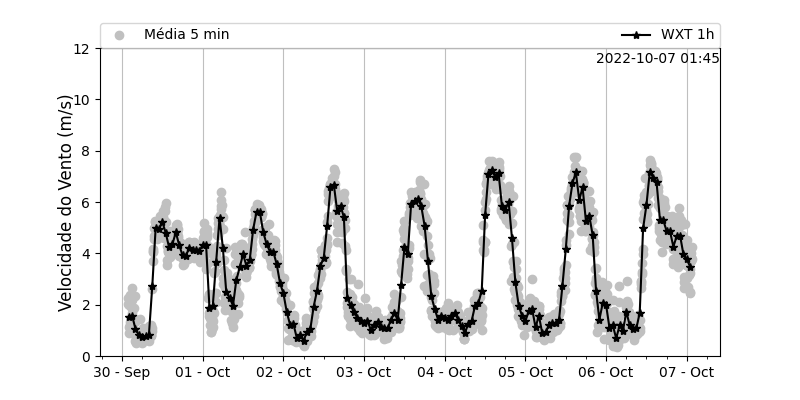 Média 5 min
WXT 1h
2022-10-07 01:45
Velocidade do Vento (m/s)
12
10
8
6
4
2
0
30 - Sep
01 - Oct
02 - Oct
03 - Oct
04 - Oct
05 - Oct
06 - Oct
07 - Oct